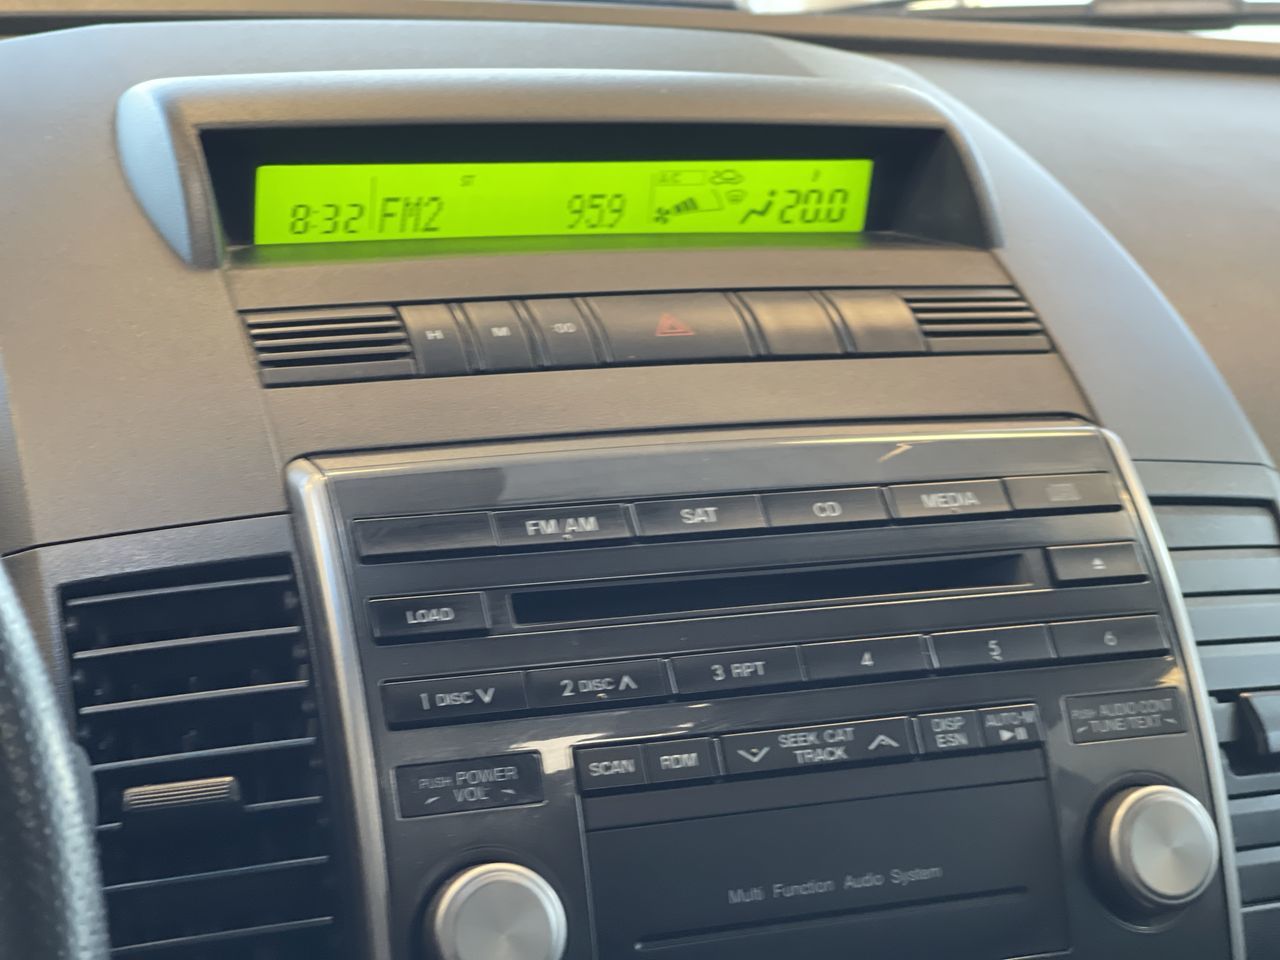 ST
A/C
8:32 FM2 95.9 20.0
H M :00
FM AM SAT CD MEDIA
LOAD
1 DISC 2 DISC 3 RPT 4 5 6
PUSH POWER
VOL
SCAN RDM
SEEK CAT
TRACK
DISP
ESN
AUTO-M
PUSH AUDIO CONT
TUNE TEXT
Multi Function Audio System